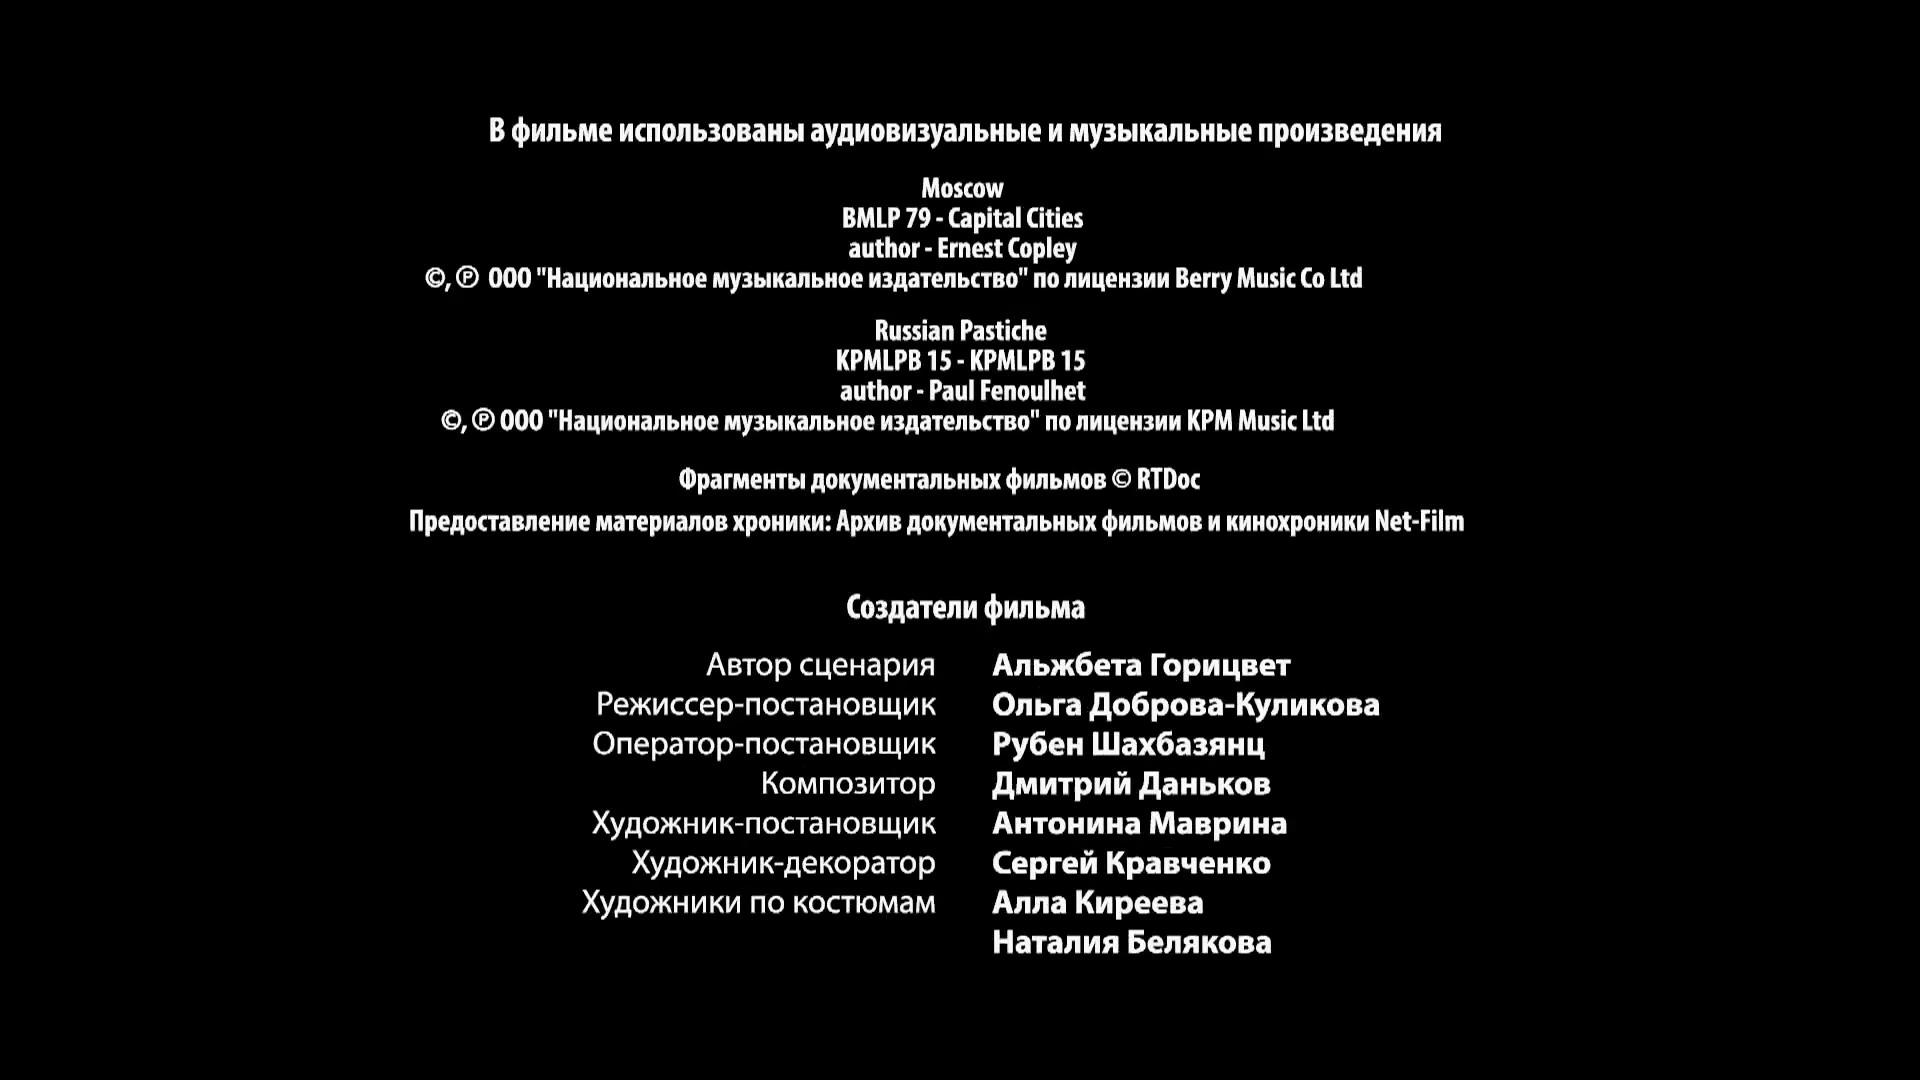 В фильме использованы аудиовизуальные и музыкальные произведения
Moscow
BMLP 79 - Capital Cities
author - Ernest Copley
©, ℗ ООО "Национальное музыкальное издательство" по лицензии Berry Music Co Ltd
Russian Pastiche
KPMLPB 15 - KPMLPB 15
author - Paul Fenoulhet
©, ℗ ООО "Национальное музыкальное издательство" по лицензии KPM Music Ltd
Фрагменты документальных фильмов © RTDoc
Предоставление материалов хроники: Архив документальных фильмов и кинохроники Net-Film
Создатели фильма
Автор сценария Альжбета Горицвет
Режиссер-постановщик Ольга Доброва-Куликова
Оператор-постановщик Рубен Шахбазянц
Композитор Дмитрий Даньков
Художник-постановщик Антонина Маврина
Художник-декоратор Сергей Кравченко
Художники по костюмам Алла Киреева
Наталия Белякова